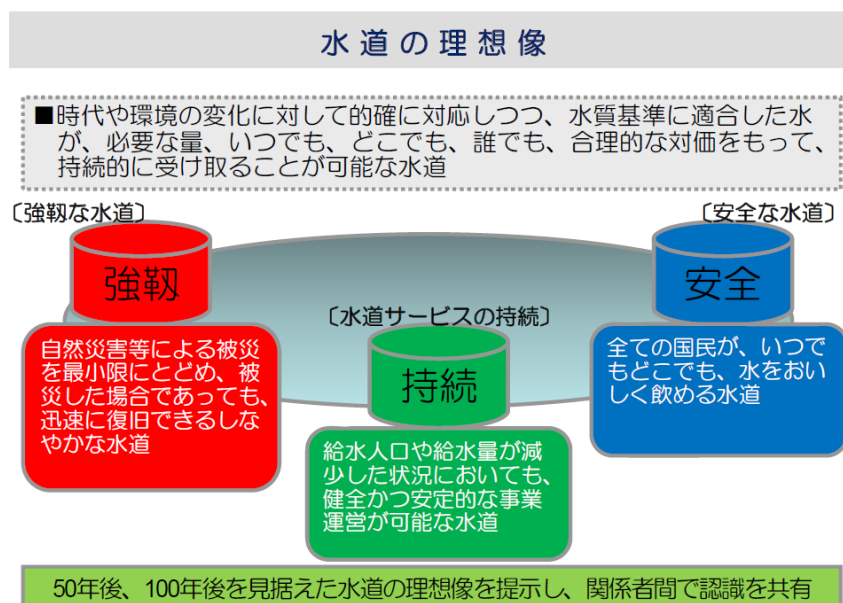 水道の理想像
■時代や環境の変化に対して的確に対応しつつ、水質基準に適合した水
が、必要な量、いつでも、どこでも、誰でも、合理的な対価をもって、
持続的に受け取ることが可能な水道
〔強靱な水道〕
強靱
自然災害等による被災
を最小限にとどめ、被
災した場合であっても、
迅速に復旧できるしな
やかな水道
〔水道サービスの持続〕
持続
給水人口や給水量が減
少した状況においても、
健全かつ安定的な事業
運営が可能な水道
〔安全な水道〕
安全
全ての国民が、いつで
もどこでも、水をおい
しく飲める水道
50年後、100年後を見据えた水道の理想像を提示し、関係者間で認識を共有